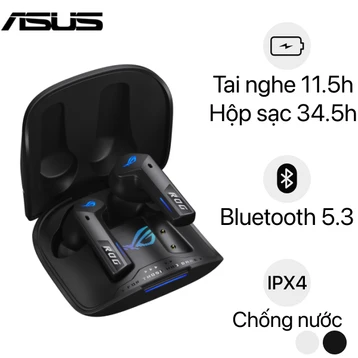 ASUS
Tai nghe 11.5h
Hộp sạc 34.5h
Bluetooth 5.3
IPX4
Chống nước
ROG
ROG